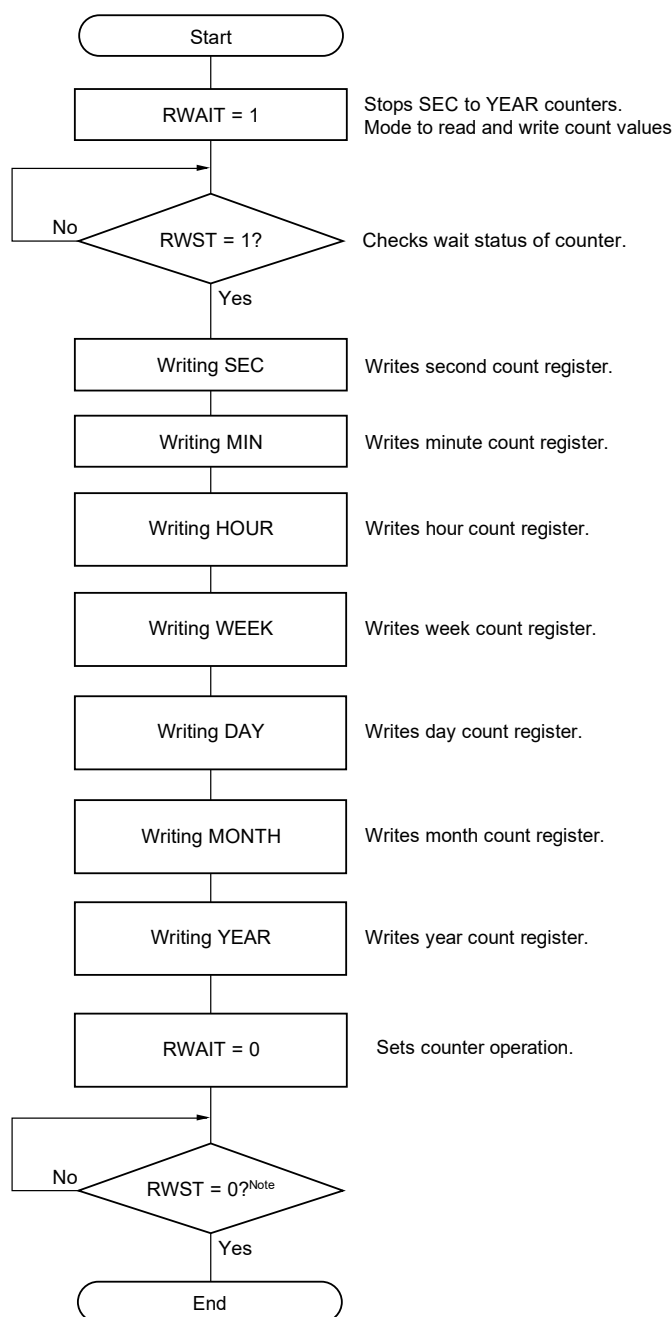 Start
RWAIT = 1
Stops SEC to YEAR counters.
Mode to read and write count values
No
RWST = 1?
Checks wait status of counter.
Yes
Writing SEC
Writes second count register.
Writing MIN
Writes minute count register.
Writing HOUR
Writes hour count register.
Writing WEEK
Writes week count register.
Writing DAY
Writes day count register.
Writing MONTH
Writes month count register.
Writing YEAR
Writes year count register.
RWAIT = 0
Sets counter operation.
No
RWST = 0?Note
Yes
End